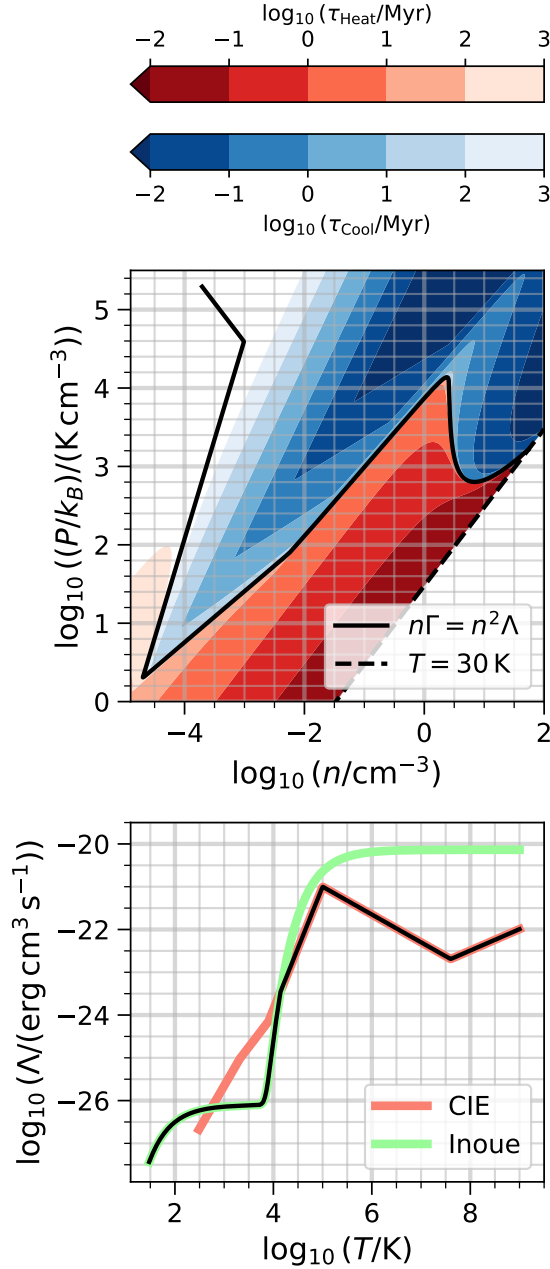 log₁₀ (τ_Heat/Myr)
−2 −1 0 1 2 3
−2 −1 0 1 2 3
log₁₀ (τ_Cool/Myr)
log₁₀ ((P/k_B)/(K cm⁻³))
5
4
3
2
1
0
nΓ = n²Λ
T = 30 K
−4 −2 0 2
log₁₀ (n/cm⁻³)
log₁₀ (Λ/(erg cm³ s⁻¹))
−20
−22
−24
−26
CIE
Inoue
2 4 6 8
log₁₀ (T/K)